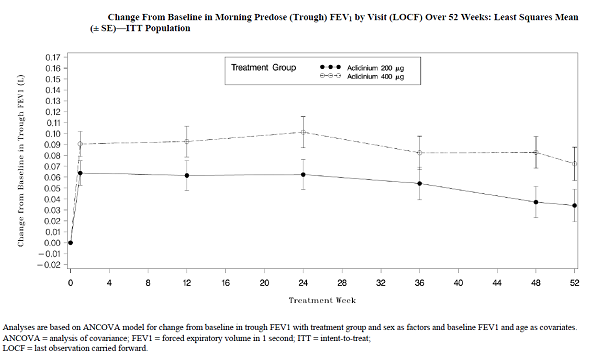 Change From Baseline in Morning Predose (Trough) FEV₁ by Visit (LOCF) Over 52 Weeks: Least Squares Mean
(± SE)—ITT Population
0.17
0.16
0.15
0.14
0.13
0.12
0.11
0.10
0.09
0.08
0.07
0.06
0.05
0.04
0.03
0.02
0.01
0.00
−0.01
−0.02
Change from Baseline in Trough FEV1 (L)
Treatment Group
Aclidinium 200 μg
Aclidinium 400 μg
0 4 8 12 16 20 24 28 32 36 40 44 48 52
Treatment Week
Analyses are based on ANCOVA model for change from baseline in trough FEV1 with treatment group and sex as factors and baseline FEV1 and age as covariates.
ANCOVA = analysis of covariance; FEV1 = forced expiratory volume in 1 second; ITT = intent-to-treat;
LOCF = last observation carried forward.